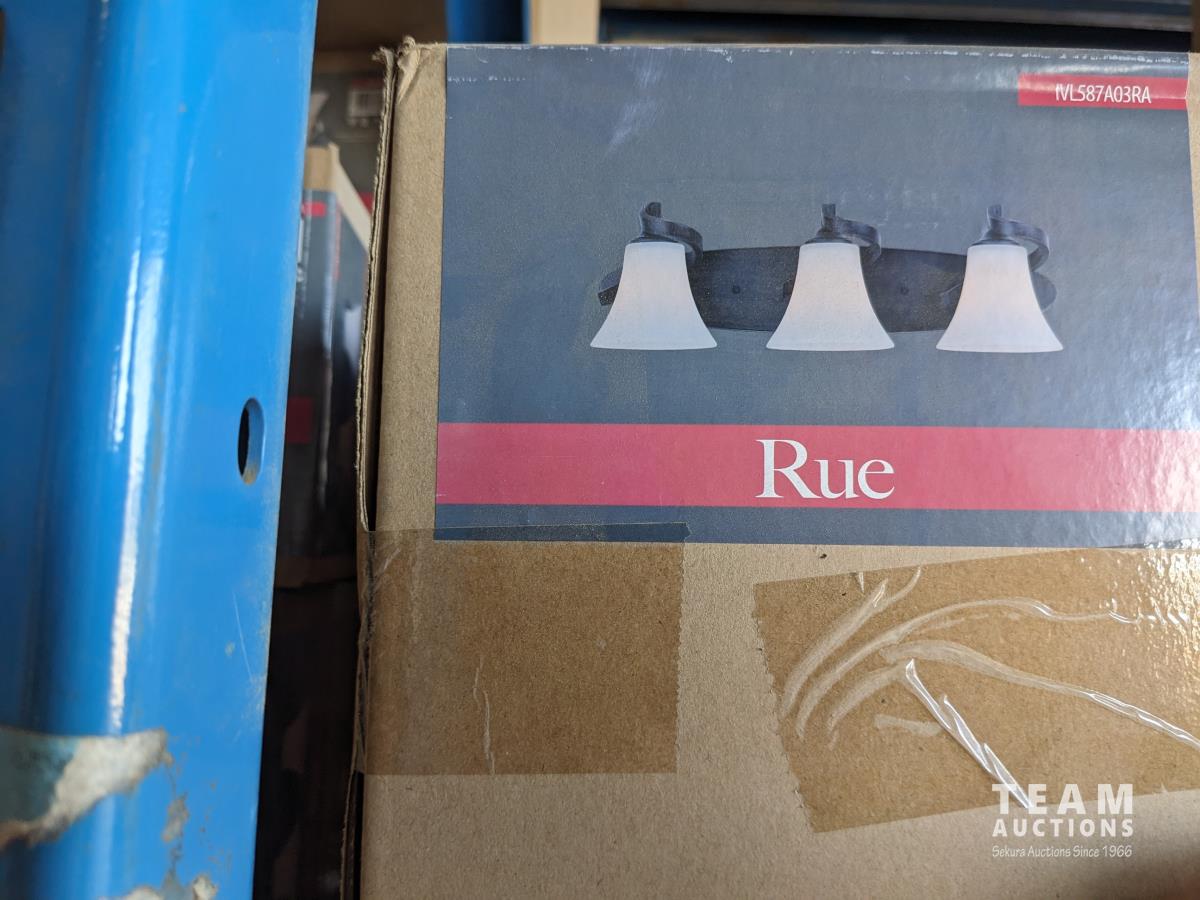 IVL587A03RA
Rue
TEAM
AUCTIONS
Sekura Auctions Since 1966